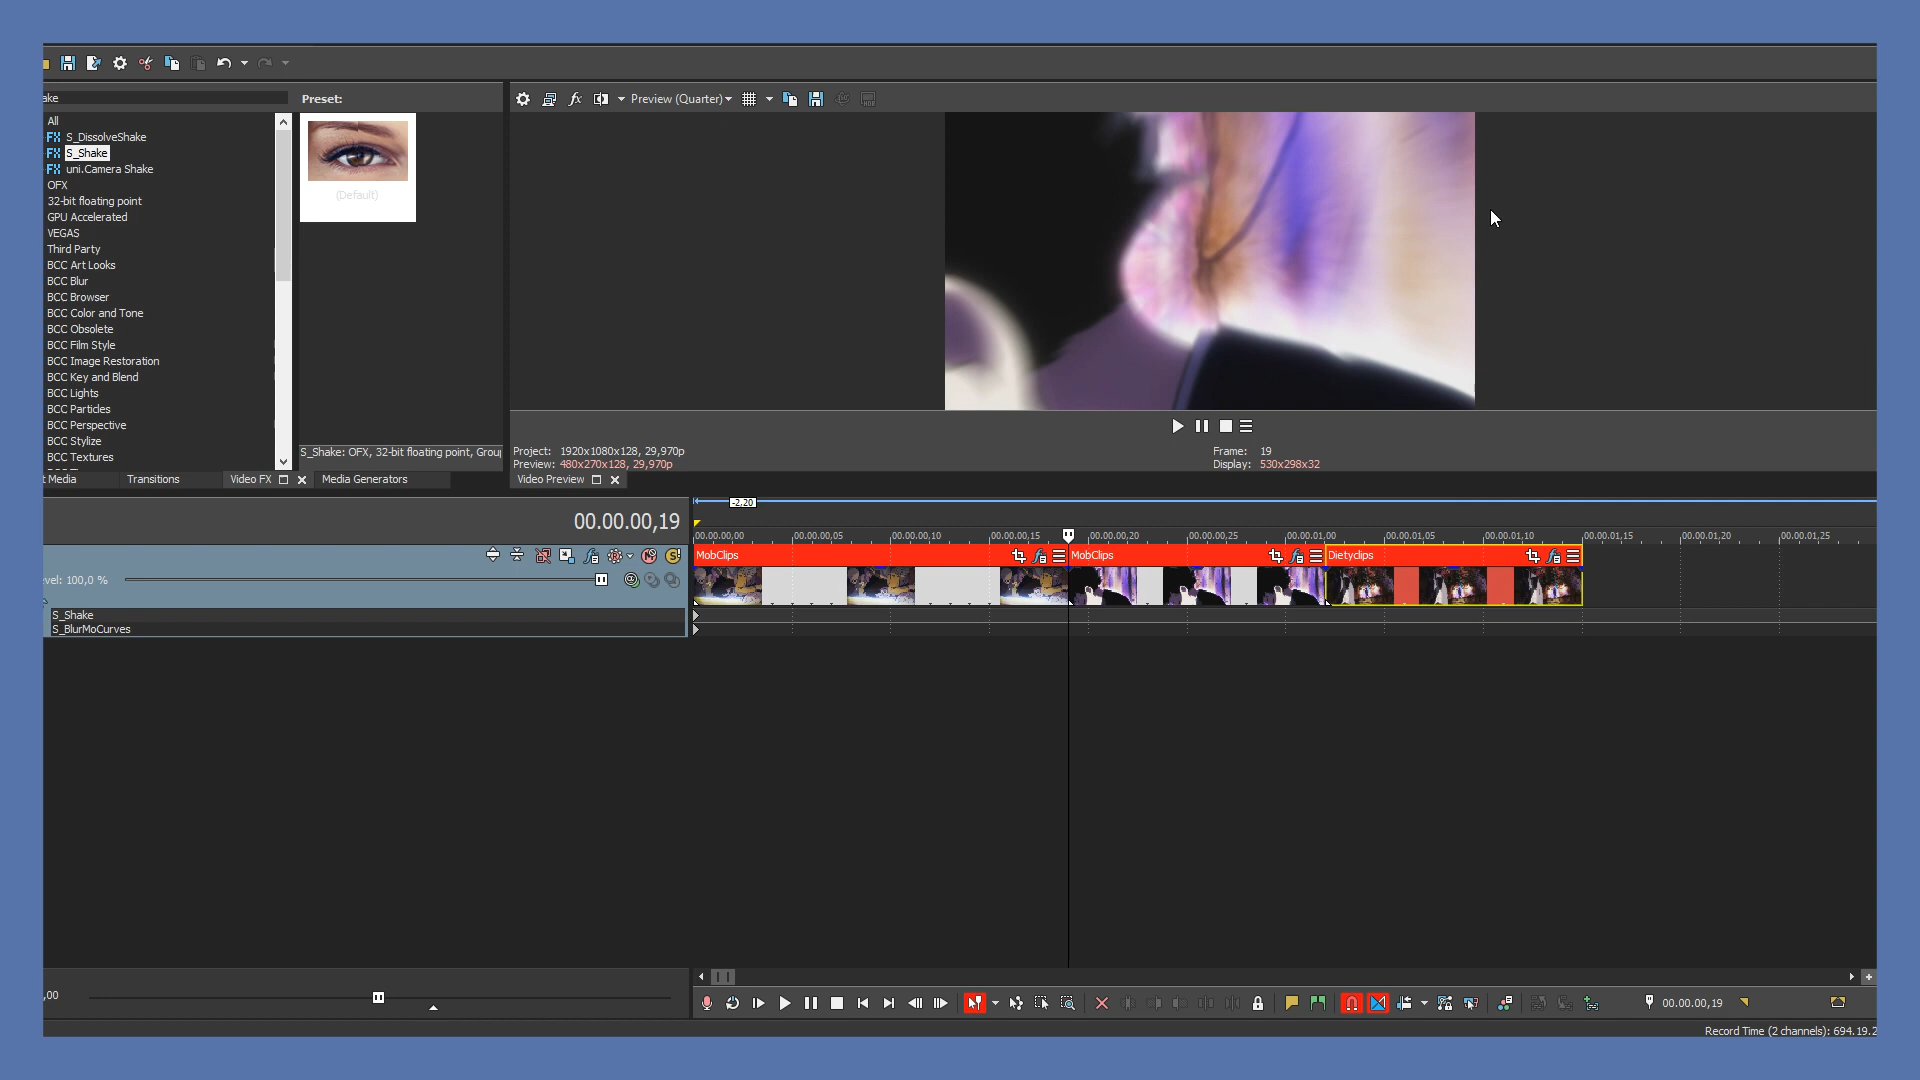 ake
Preset:
Preview (Quarter)
All
FX S_DissolveShake
FX S_Shake
FX uni.Camera Shake
OFX
32-bit floating point
GPU Accelerated
VEGAS
Third Party
BCC Art Looks
BCC Blur
BCC Browser
BCC Color and Tone
BCC Obsolete
BCC Film Style
BCC Image Restoration
BCC Key and Blend
BCC Lights
BCC Particles
BCC Perspective
BCC Stylize
BCC Textures
(Default)
S_Shake: OFX, 32-bit floating point, Grou
Project: 1920x1080x128, 29,970p
Preview: 480x270x128, 29,970p
Frame: 19
Display: 530x298x32
t Media
Transitions
Video FX
Media Generators
Video Preview
-2.20
00.00.00,19
00.00.00,00
00.00.00,05
00.00.00,10
00.00.00,15
00.00.00,20
00.00.00,25
00.00.01,00
00.00.01,05
00.00.01,10
00.00.01,15
00.00.01,20
00.00.01,25
MobClips
MobClips
Dietyclips
evel: 100,0 %
S_Shake
S_BlurMoCurves
,00
00.00.00,19
Record Time (2 channels): 694.19.2